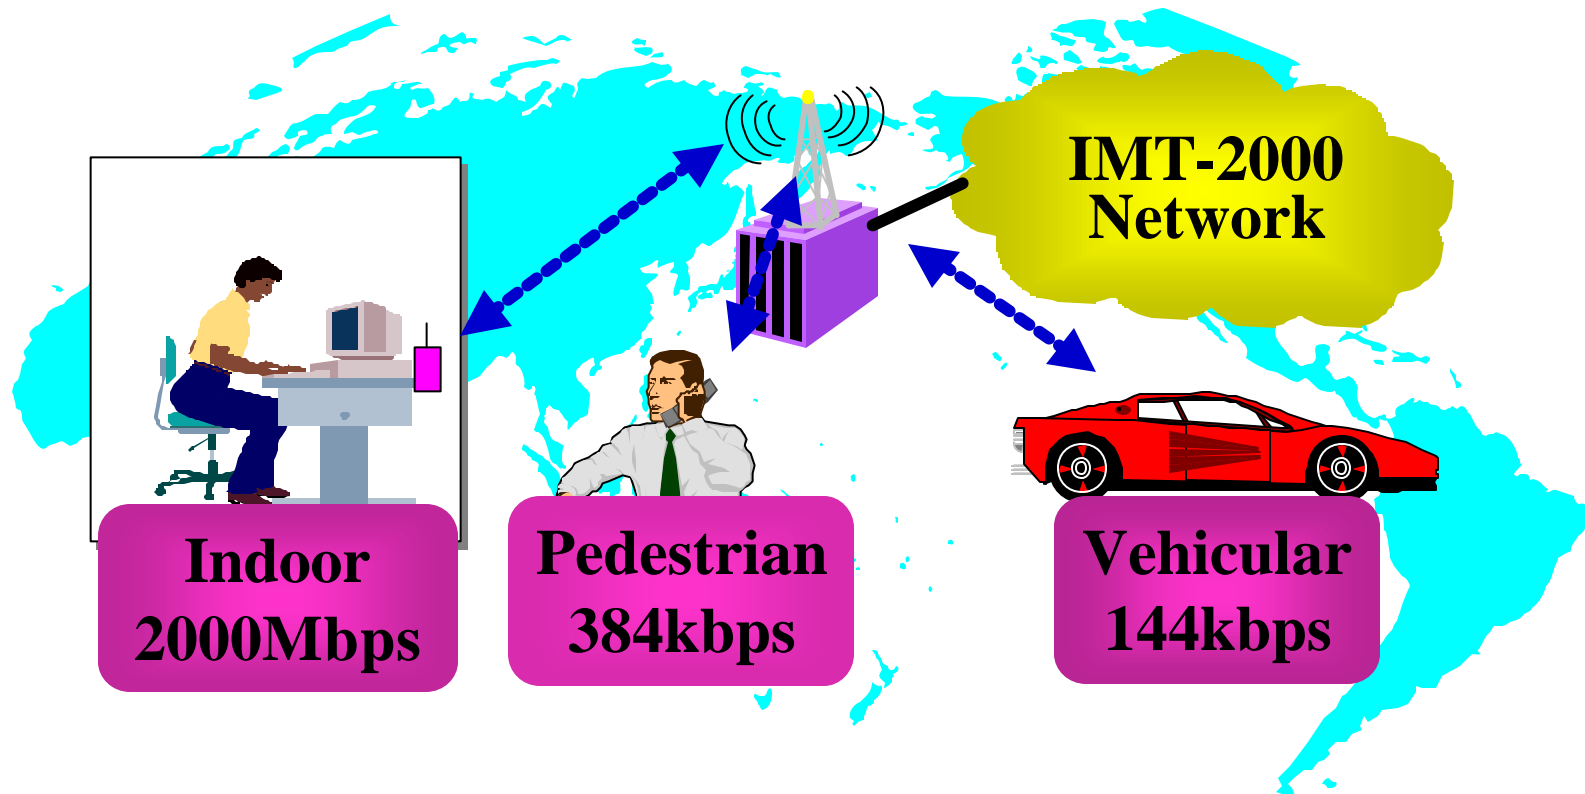 IMT-2000
Network
Indoor
2000Mbps
Pedestrian
384kbps
Vehicular
144kbps